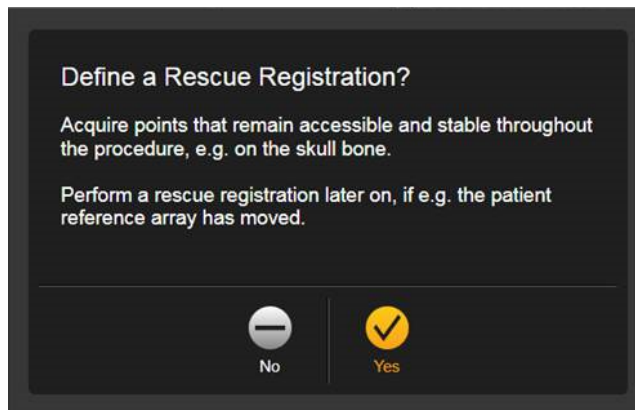 Define a Rescue Registration?
Acquire points that remain accessible and stable throughout
the procedure, e.g. on the skull bone.
Perform a rescue registration later on, if e.g. the patient
reference array has moved.
No
Yes